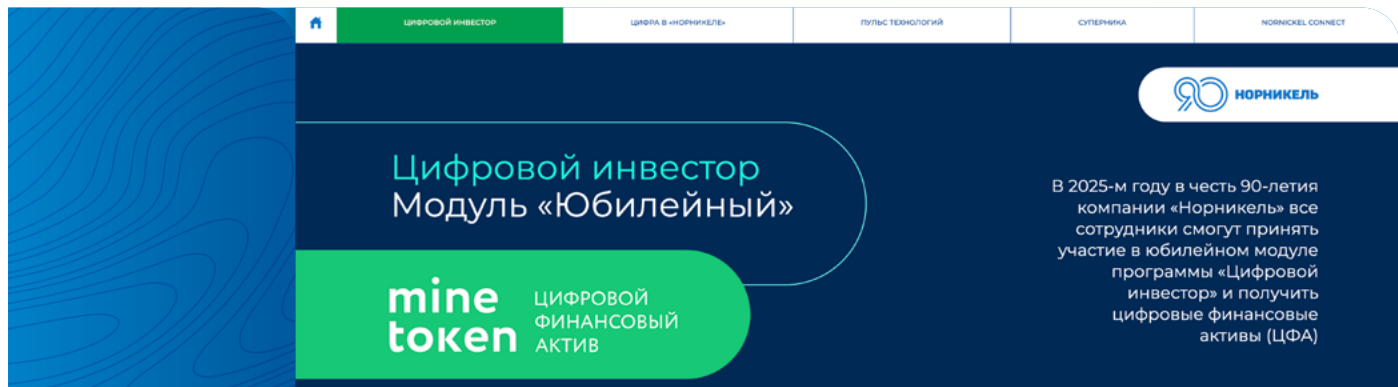 ЦИФРОВОЙ ИНВЕСТОР
ЦИФРА В «НОРНИКЕЛЕ»
ПУЛЬС ТЕХНОЛОГИЙ
СУПЕРНИКА
NORNICKEL CONNECT
90 НОРНИКЕЛЬ
Цифровой инвестор
Модуль «Юбилейный»
mine
token
ЦИФРОВОЙ
ФИНАНСОВЫЙ
АКТИВ
В 2025-м году в честь 90-летия
компании «Норникель» все
сотрудники смогут принять
участие в юбилейном модуле
программы «Цифровой
инвестор» и получить
цифровые финансовые
активы (ЦФА)